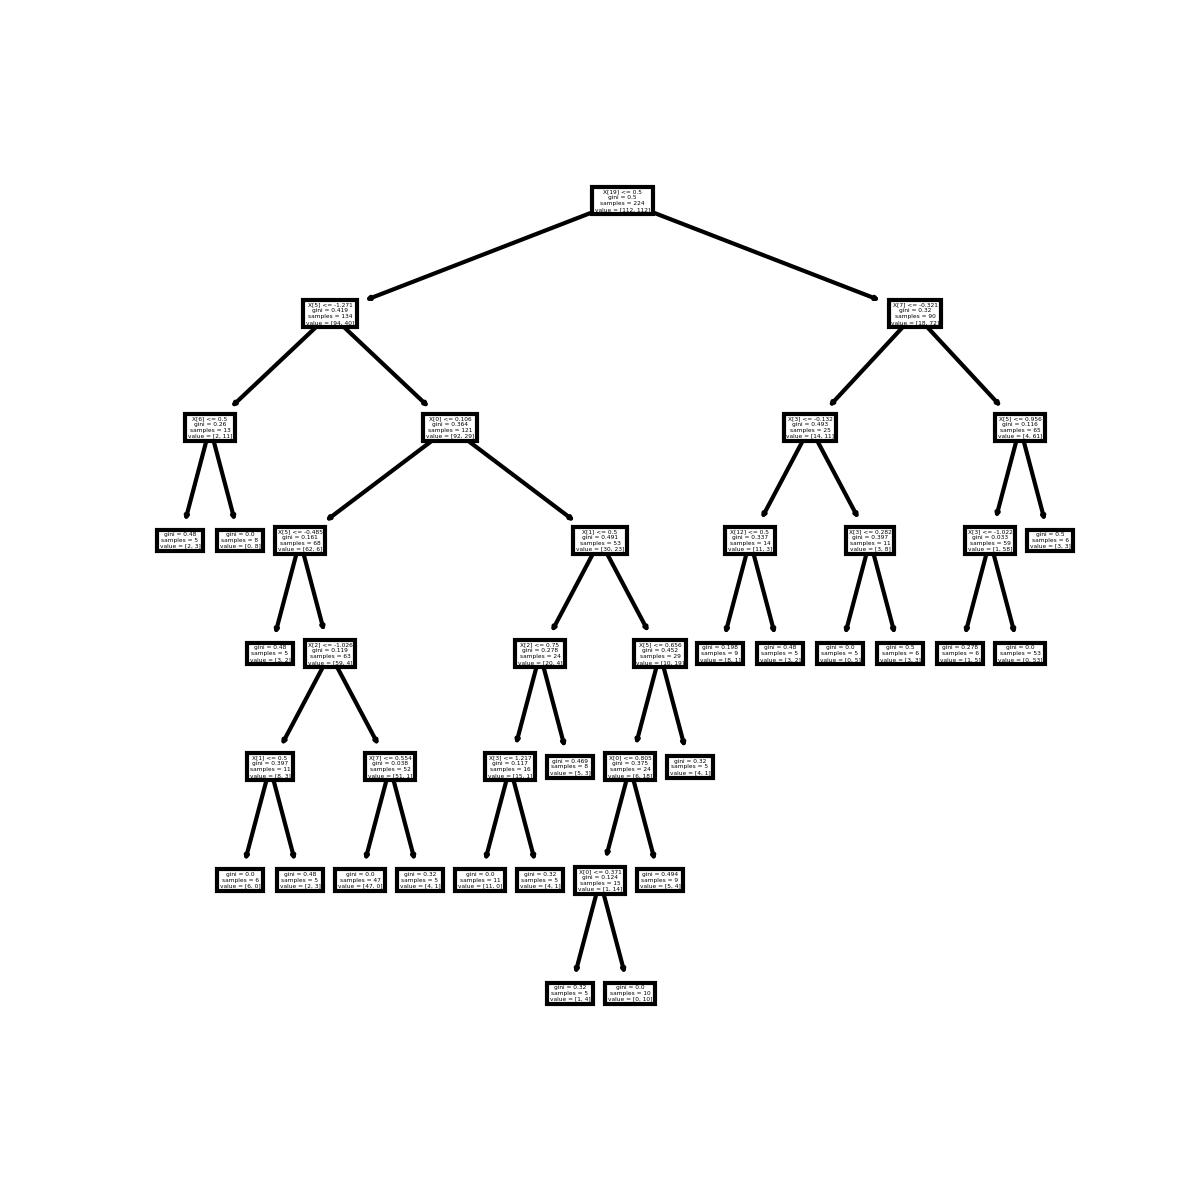 X[19] <= 0.5
gini = 0.5
samples = 224
value = [112, 112]
X[5] <= -1.271
gini = 0.419
samples = 134
value = [94, 40]
X[7] <= -0.321
gini = 0.32
samples = 90
value = [18, 72]
X[6] <= 0.5
gini = 0.26
samples = 13
value = [2, 11]
X[0] <= 0.106
gini = 0.364
samples = 121
value = [92, 29]
X[3] <= -0.132
gini = 0.493
samples = 25
value = [14, 11]
X[5] <= 0.956
gini = 0.116
samples = 65
value = [4, 61]
gini = 0.48
samples = 5
value = [2, 3]
gini = 0.0
samples = 8
value = [0, 8]
X[5] <= -0.485
gini = 0.161
samples = 68
value = [62, 6]
X[1] <= 0.5
gini = 0.491
samples = 53
value = [30, 23]
X[12] <= 0.5
gini = 0.337
samples = 14
value = [11, 3]
X[3] <= 0.282
gini = 0.397
samples = 11
value = [3, 8]
X[3] <= -1.022
gini = 0.033
samples = 59
value = [1, 58]
gini = 0.5
samples = 6
value = [3, 3]
gini = 0.48
samples = 5
value = [3, 2]
X[2] <= -1.026
gini = 0.119
samples = 63
value = [59, 4]
X[2] <= 0.75
gini = 0.278
samples = 24
value = [20, 4]
X[5] <= 0.656
gini = 0.452
samples = 29
value = [10, 19]
gini = 0.198
samples = 9
value = [8, 1]
gini = 0.48
samples = 5
value = [3, 2]
gini = 0.0
samples = 5
value = [0, 5]
gini = 0.5
samples = 6
value = [3, 3]
gini = 0.278
samples = 6
value = [1, 5]
gini = 0.0
samples = 53
value = [0, 53]
X[1] <= 0.5
gini = 0.397
samples = 11
value = [8, 3]
X[7] <= 0.554
gini = 0.038
samples = 52
value = [51, 1]
X[3] <= 1.217
gini = 0.117
samples = 16
value = [15, 1]
gini = 0.469
samples = 8
value = [5, 3]
X[0] <= 0.805
gini = 0.375
samples = 24
value = [6, 18]
gini = 0.32
samples = 5
value = [4, 1]
gini = 0.0
samples = 6
value = [6, 0]
gini = 0.48
samples = 5
value = [2, 3]
gini = 0.0
samples = 47
value = [47, 0]
gini = 0.32
samples = 5
value = [4, 1]
gini = 0.0
samples = 11
value = [11, 0]
gini = 0.32
samples = 5
value = [4, 1]
X[0] <= 0.371
gini = 0.124
samples = 15
value = [1, 14]
gini = 0.494
samples = 9
value = [5, 4]
gini = 0.32
samples = 5
value = [1, 4]
gini = 0.0
samples = 10
value = [0, 10]